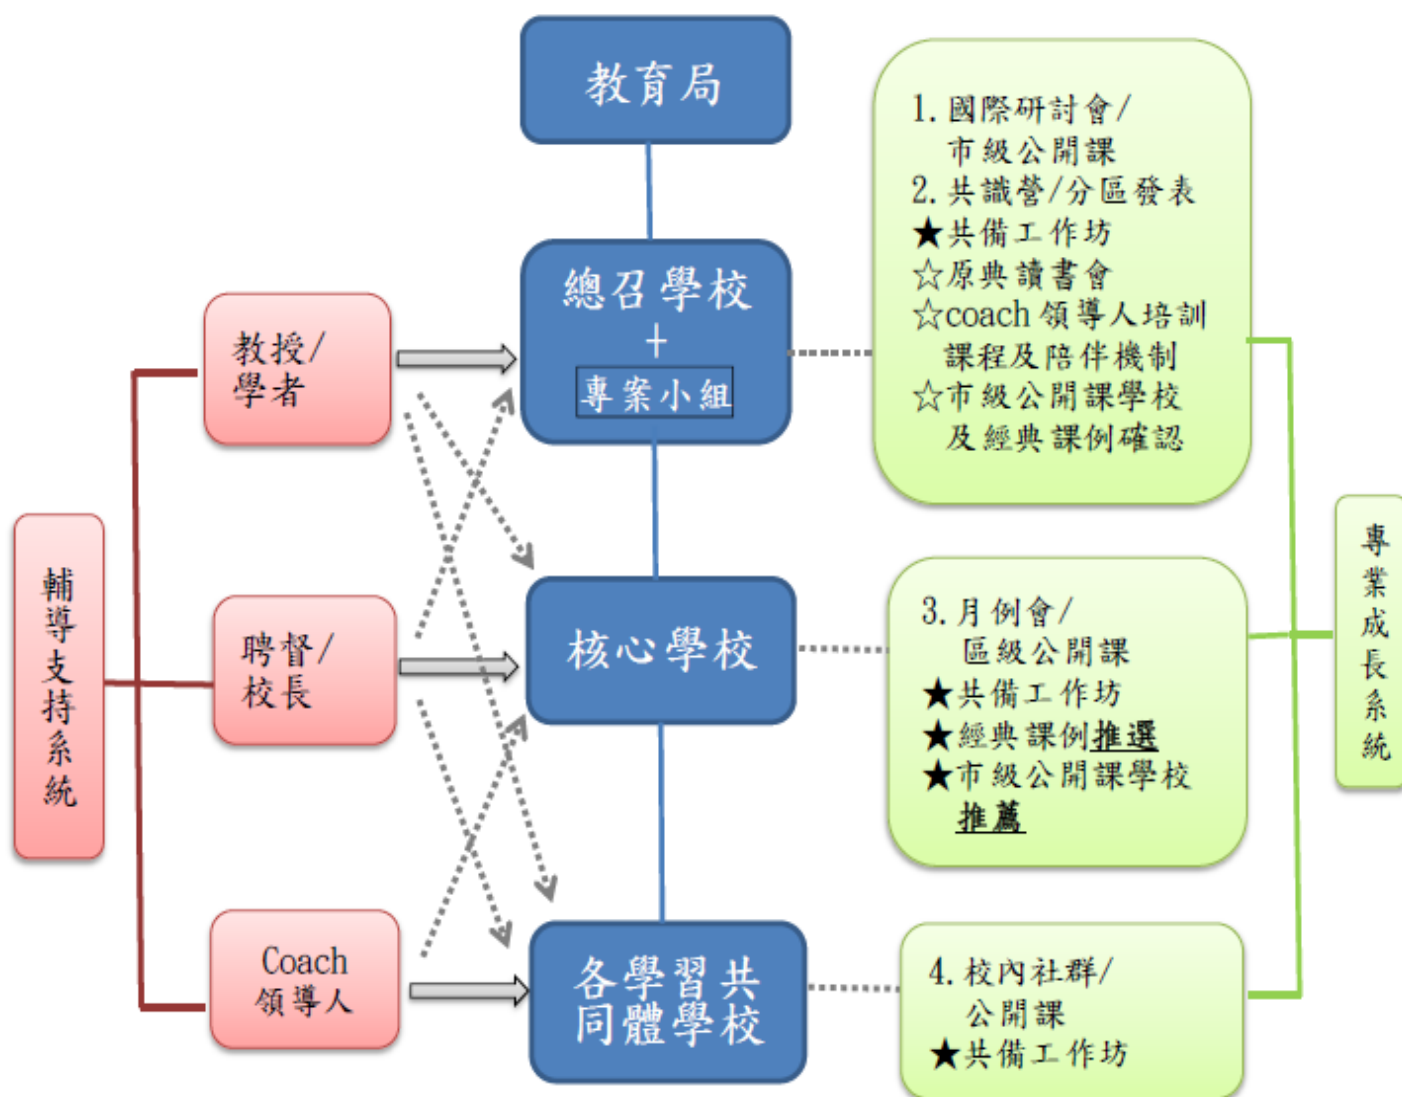 教育局
總召學校
+
專案小組
核心學校
各學習共
同體學校
輔導支持系統
教授/
學者
聘督/
校長
Coach
領導人
1.國際研討會/
市級公開課
2.共識營/分區發表
★共備工作坊
☆原典讀書會
☆coach 領導人培訓
課程及陪伴機制
☆市級公開課學校
及經典課例確認
3.月例會/
區級公開課
★共備工作坊
★經典課例推選
★市級公開課學校
推薦
4.校內社群/
公開課
★共備工作坊
專業成長系統